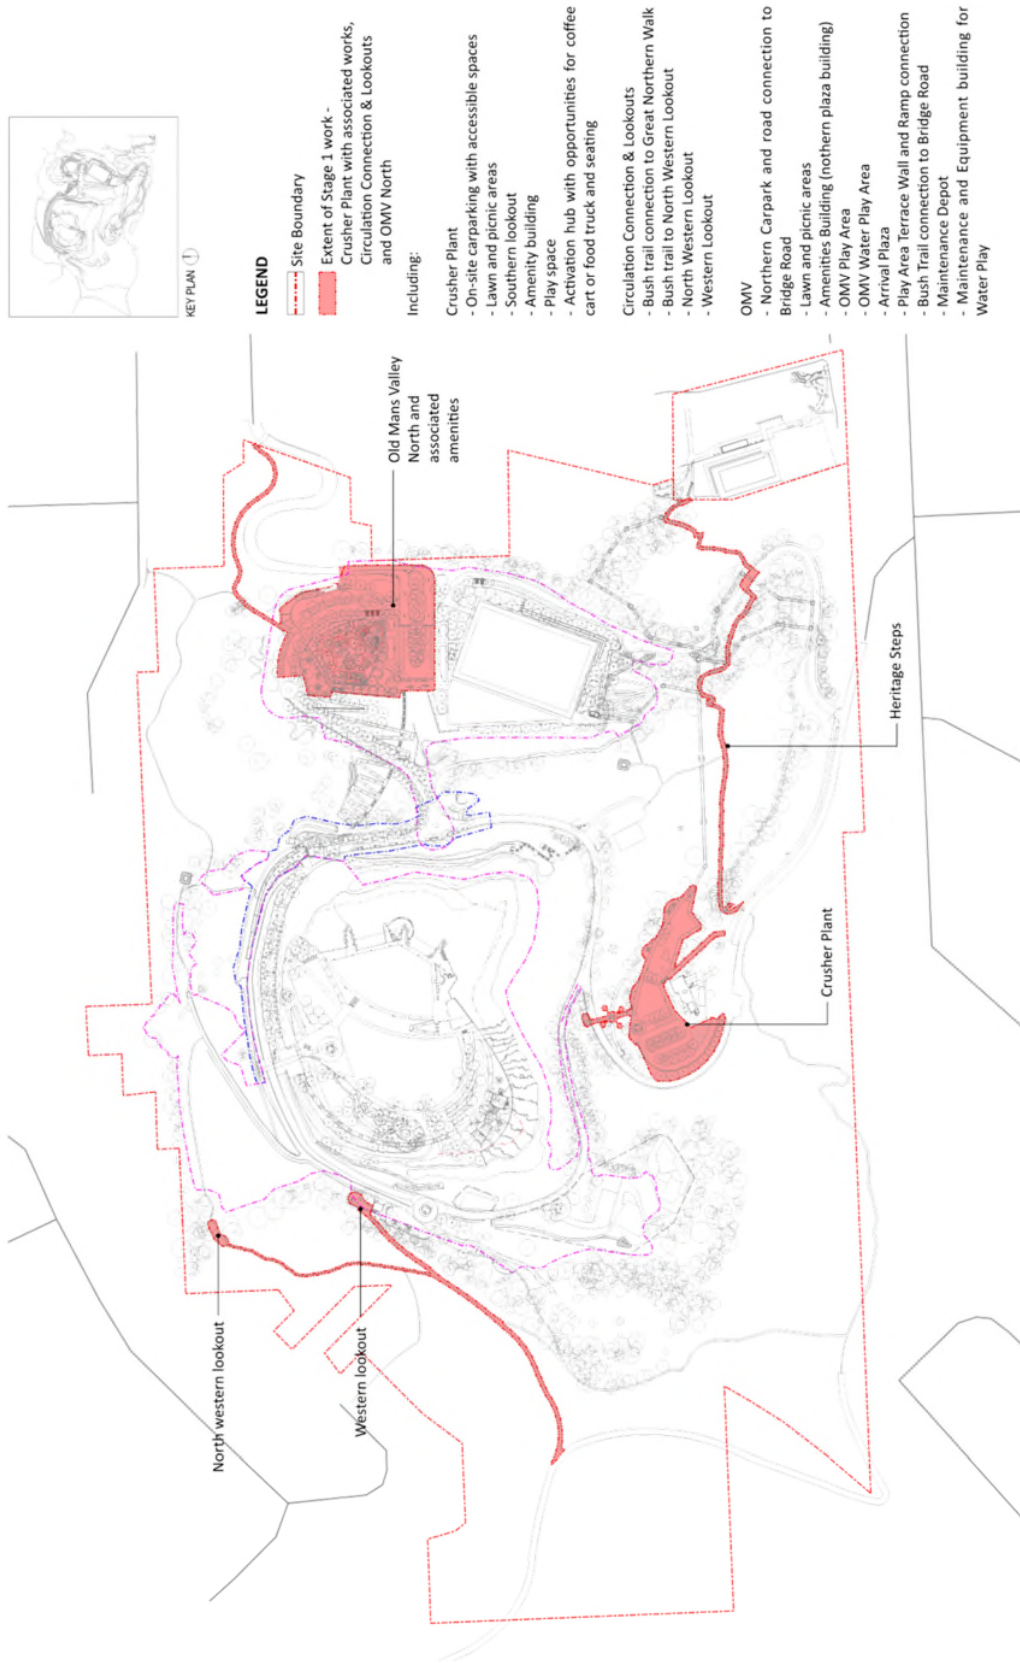 KEY PLAN
LEGEND
Site Boundary
Extent of Stage 1 work -
Crusher Plant with associated works,
Circulation Connection & Lookouts
and OMV North
Including:
Crusher Plant
- On-site carparking with accessible spaces
- Lawn and picnic areas
- Southern lookout
- Amenity building
- Play space
- Activation hub with opportunities for coffee
cart or food truck and seating
Circulation Connection & Lookouts
- Bush trail connection to Great Northern Walk
- Bush trail to North Western Lookout
- North Western Lookout
- Western Lookout
OMV
- Northern Carpark and road connection to
Bridge Road
- Lawn and picnic areas
- Amenities Building (nothern plaza building)
- OMV Play Area
- OMV Water Play Area
- Arrival Plaza
- Play Area Terrace Wall and Ramp connection
- Bush Trail connection to Bridge Road
- Maintenance Depot
- Maintenance and Equipment building for
Water Play
North western lookout
Western lookout
Old Mans Valley
North and
associated
amenities
Crusher Plant
Heritage Steps